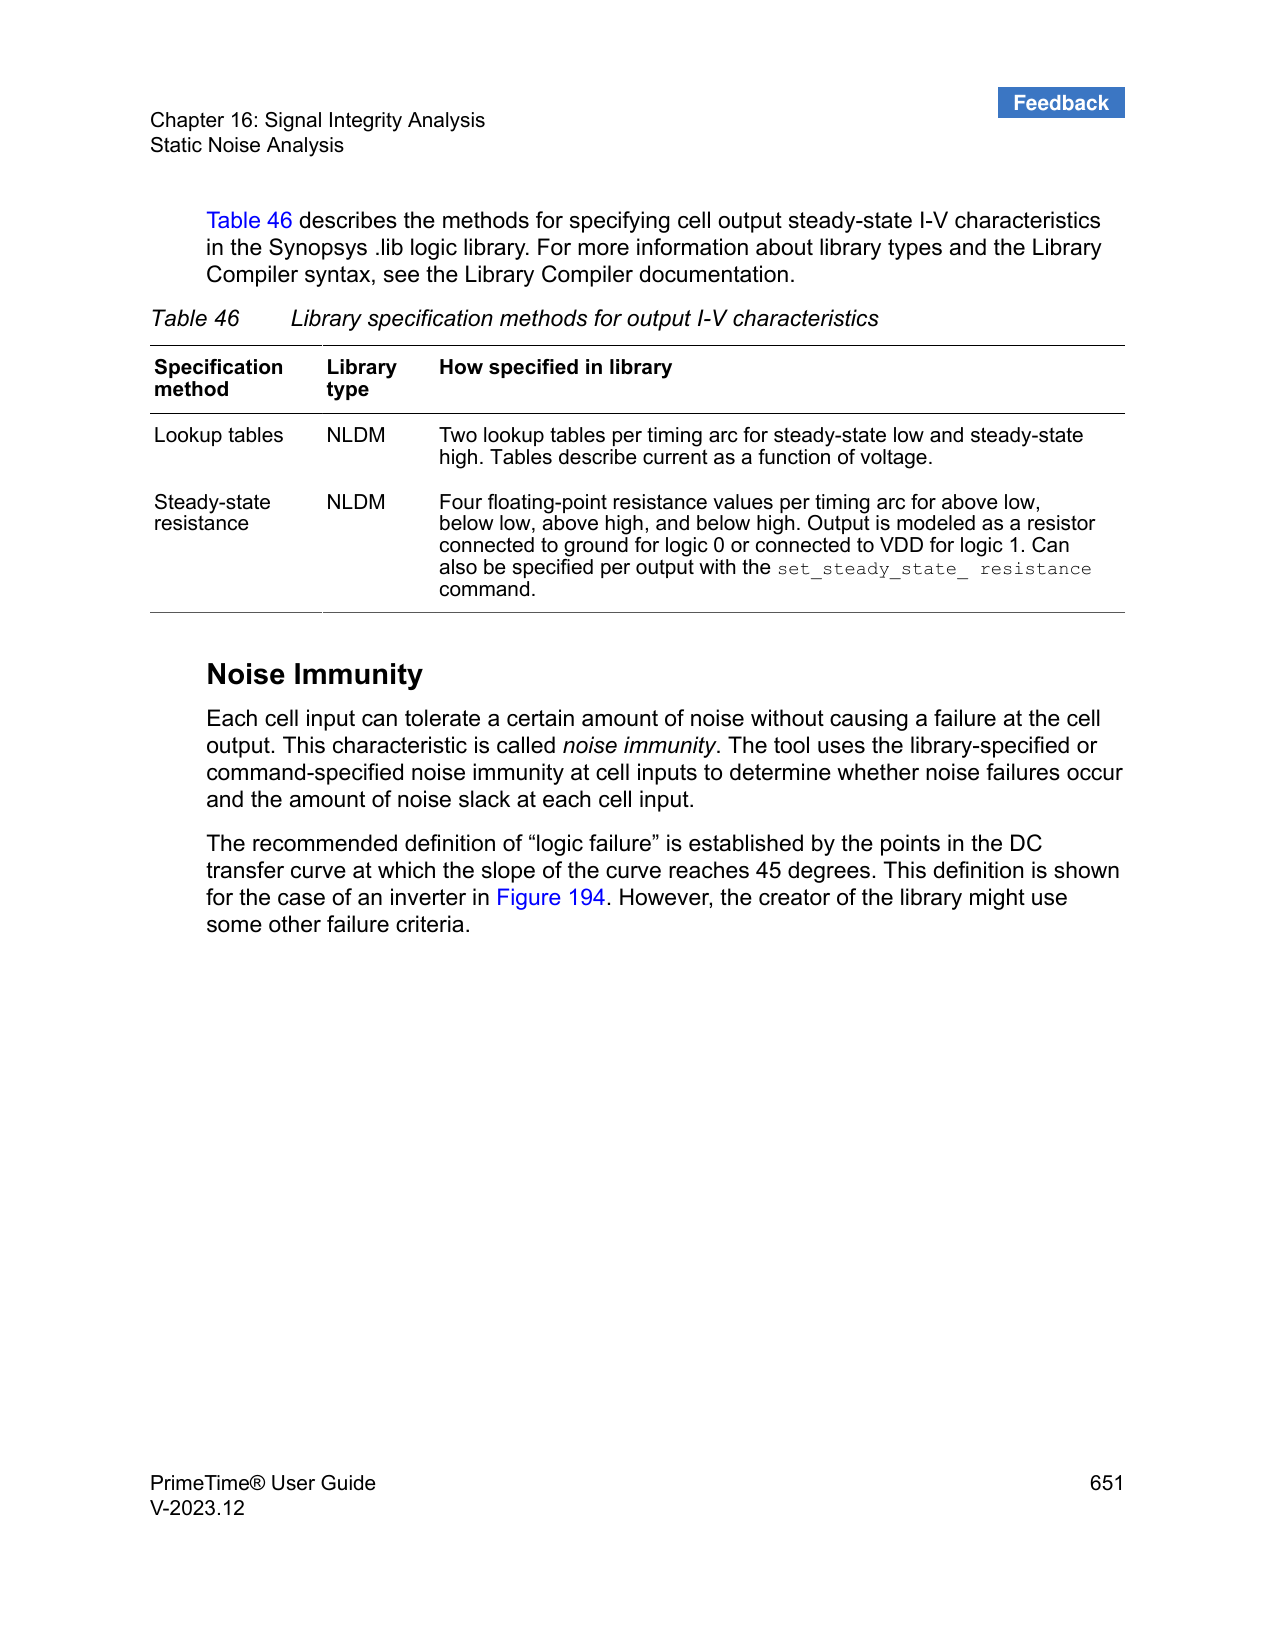 Feedback
Chapter 16: Signal Integrity Analysis
Static Noise Analysis
Table 46 describes the methods for specifying cell output steady-state I-V characteristics
in the Synopsys .lib logic library. For more information about library types and the Library
Compiler syntax, see the Library Compiler documentation.
Table 46 Library specification methods for output I-V characteristics
Specification method
Library type
How specified in library
Lookup tables
NLDM
Two lookup tables per timing arc for steady-state low and steady-state
high. Tables describe current as a function of voltage.
Steady-state
resistance
NLDM
Four floating-point resistance values per timing arc for above low,
below low, above high, and below high. Output is modeled as a resistor
connected to ground for logic 0 or connected to VDD for logic 1. Can
also be specified per output with the set_steady_state_ resistance
command.
Noise Immunity
Each cell input can tolerate a certain amount of noise without causing a failure at the cell
output. This characteristic is called noise immunity. The tool uses the library-specified or
command-specified noise immunity at cell inputs to determine whether noise failures occur
and the amount of noise slack at each cell input.
The recommended definition of “logic failure” is established by the points in the DC
transfer curve at which the slope of the curve reaches 45 degrees. This definition is shown
for the case of an inverter in Figure 194. However, the creator of the library might use
some other failure criteria.
PrimeTime® User Guide
V-2023.12
651